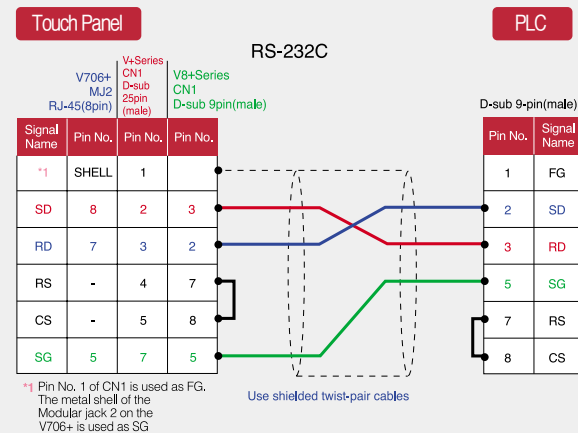 Touch Panel
PLC
RS-232C
V706+
MJ2
RJ-45(8pin)
V+Series
CN1
D-sub
25pin
(male)
V8+Series
CN1
D-sub 9pin(male)
D-sub 9-pin(male)
Signal Name Pin No. Pin No. Pin No.
*1 SHELL 1
SD 8 2 3
RD 7 3 2
RS - 4 7
CS - 5 8
SG 5 7 5
Pin No. Signal Name
1 FG
2 SD
3 RD
5 SG
7 RS
8 CS
*1 Pin No. 1 of CN1 is used as FG.
The metal shell of the
Modular jack 2 on the
V706+ is used as SG
Use shielded twist-pair cables